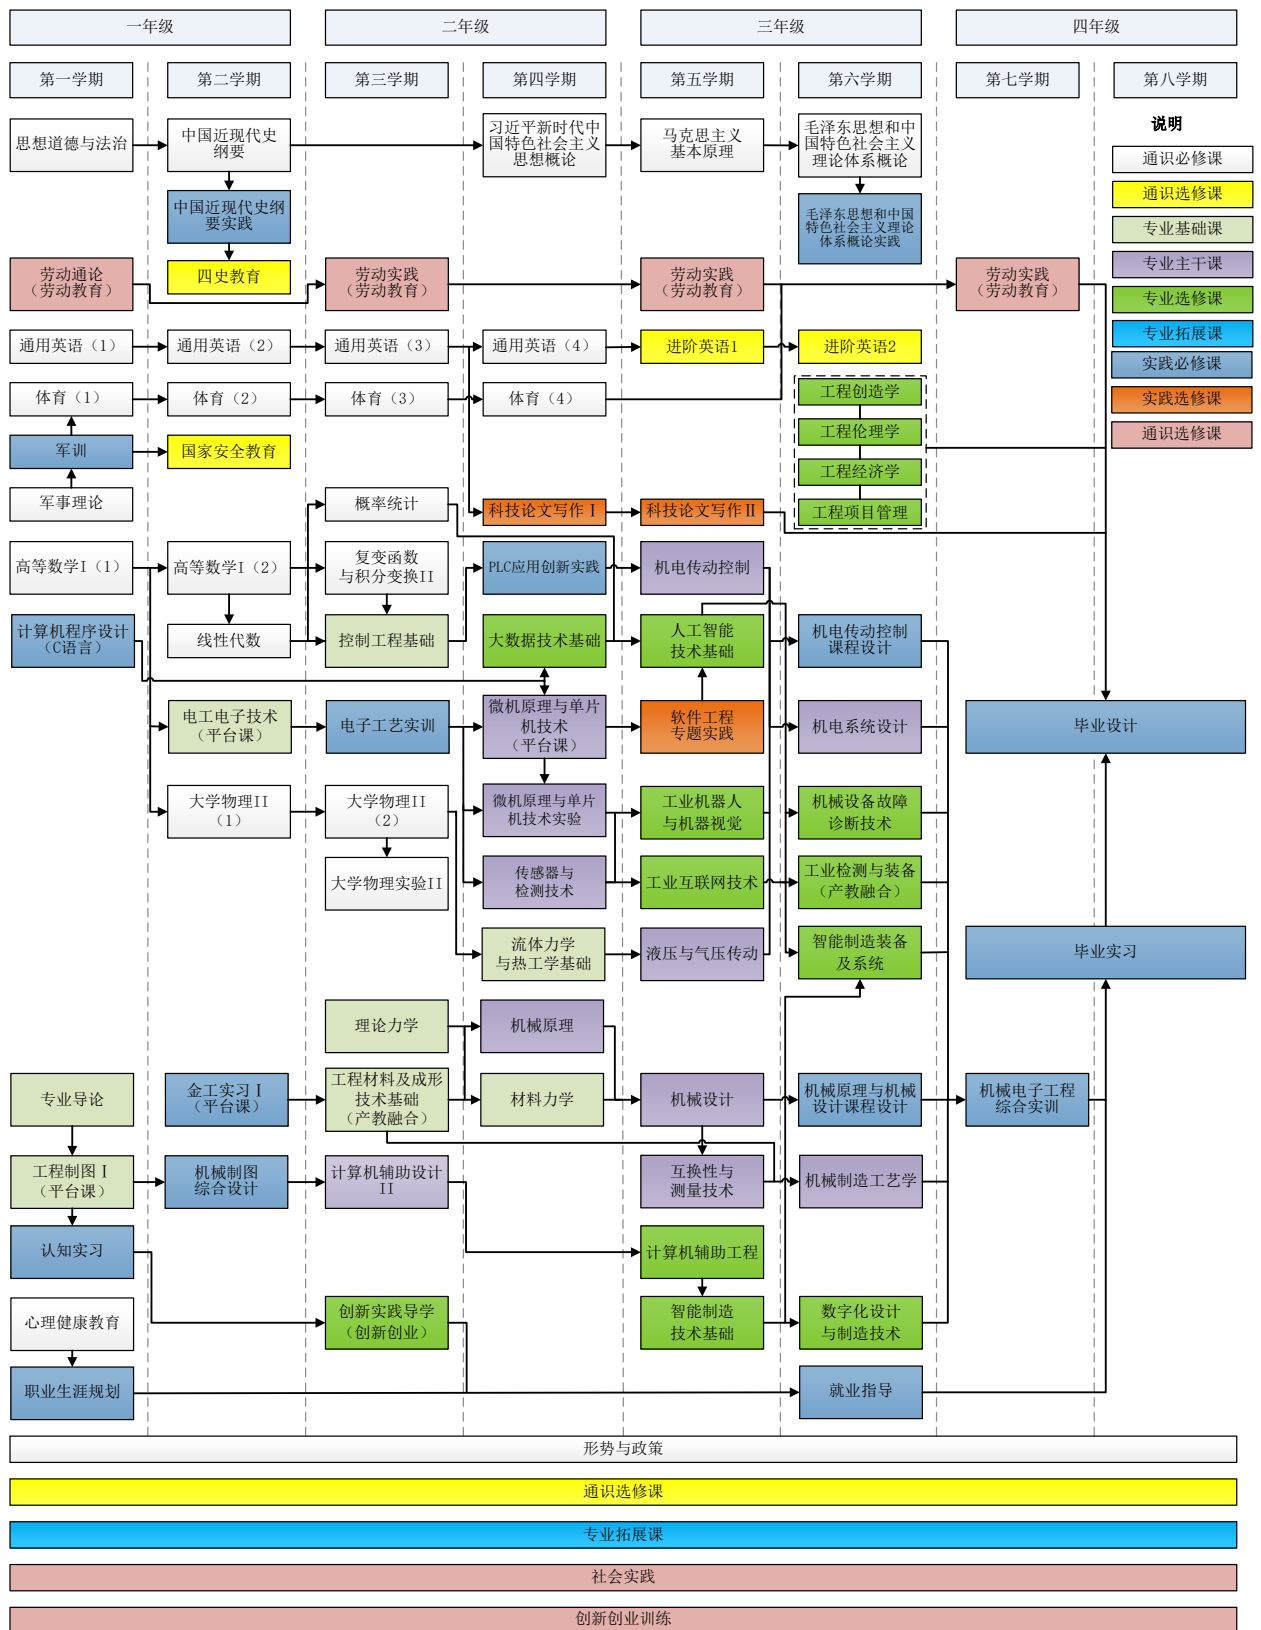 一年级
二年级
三年级
四年级
第一学期
第二学期
第三学期
第四学期
第五学期
第六学期
第七学期
第八学期
思想道德与法治
中国近现代史
纲要
习近平新时代中
国特色社会主义
思想概论
马克思主义
基本原理
毛泽东思想和中
国特色社会主义
理论体系概论
说明
通识必修课
通识选修课
专业基础课
专业主干课
专业选修课
专业拓展课
实践必修课
实践选修课
通识选修课
中国近现代史纲
要实践
毛泽东思想和中国
特色社会主义理论
体系概论实践
劳动通论
（劳动教育）
四史教育
劳动实践
（劳动教育）
劳动实践
（劳动教育）
劳动实践
（劳动教育）
通用英语（1）
通用英语（2）
通用英语（3）
通用英语（4）
进阶英语1
进阶英语2
体育（1）
体育（2）
体育（3）
体育（4）
工程创造学
工程伦理学
工程经济学
工程项目管理
军训
国家安全教育
军事理论
概率统计
科技论文写作Ⅰ
科技论文写作Ⅱ
高等数学I（1）
高等数学I（2）
复变函数
与积分变换II
PLC应用创新实践
机电传动控制
计算机程序设计
（C语言）
线性代数
控制工程基础
大数据技术基础
人工智能
技术基础
机电传动控制
课程设计
电工电子技术
（平台课）
电子工艺实训
微机原理与单片
机技术
（平台课）
软件工程
专题实践
机电系统设计
毕业设计
大学物理II
（1）
大学物理II
（2）
微机原理与单片
机技术实验
工业机器人
与机器视觉
机械设备故障
诊断技术
大学物理实验II
传感器与
检测技术
工业互联网技术
工业检测与装备
（产教融合）
流体力学
与热工学基础
液压与气压传动
智能制造装备
及系统
毕业实习
理论力学
机械原理
专业导论
金工实习Ⅰ
（平台课）
工程材料及成形
技术基础
（产教融合）
材料力学
机械设计
机械原理与机械
设计课程设计
机械电子工程
综合实训
工程制图Ⅰ
（平台课）
机械制图
综合设计
计算机辅助设计
II
互换性与
测量技术
机械制造工艺学
认知实习
计算机辅助工程
心理健康教育
创新实践导学
（创新创业）
智能制造
技术基础
数字化设计
与制造技术
职业生涯规划
就业指导
形势与政策
通识选修课
专业拓展课
社会实践
创新创业训练